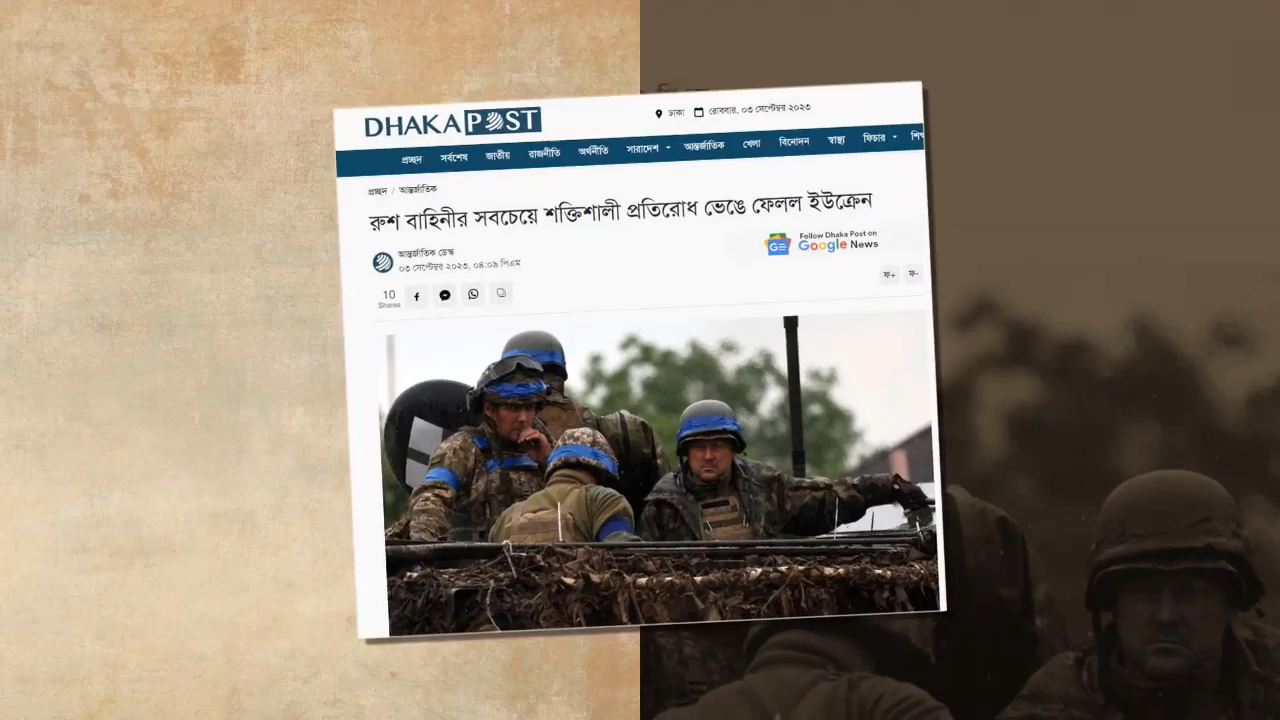 DHAKA POST
ঢাকা রোববার, ০৩ সেপ্টেম্বর ২০২৩
প্রচ্ছদ সর্বশেষ জাতীয় রাজনীতি অর্থনীতি সারাদেশ আন্তর্জাতিক খেলা বিনোদন স্বাস্থ্য ফিচার
প্রচ্ছদ / আন্তর্জাতিক
রুশ বাহিনীর সবচেয়ে শক্তিশালী প্রতিরোধ ভেঙে ফেলল ইউক্রেন
আন্তর্জাতিক ডেস্ক
০৩ সেপ্টেম্বর ২০২৩, ০৪:০৯ পিএম
Follow Dhaka Post on
Google News
10
Shares
ফ+ ফ-